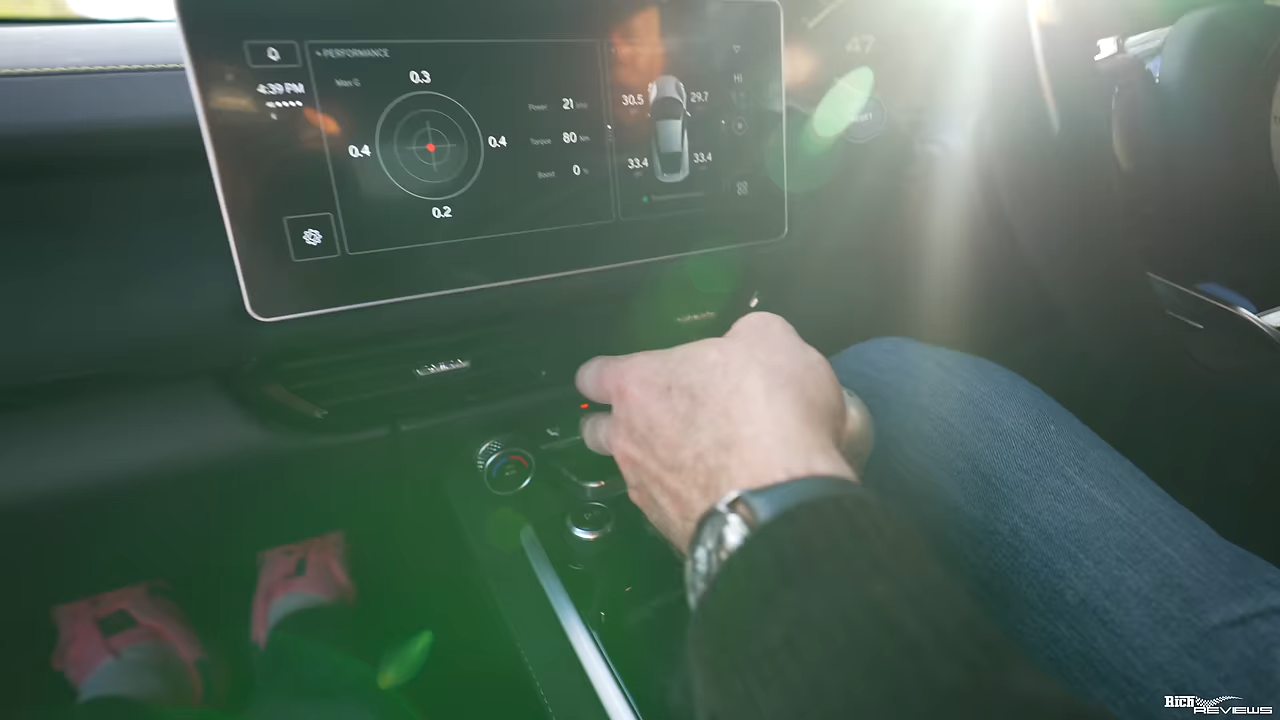 PERFORMANCE
4:39 PM
Max G
0.3
0.4
0.4
0.2
Power 21
Torque 80 Nm
Boost 0 %
30.5
29.7
33.4
33.4
HI
47
Rich
REVIEWS